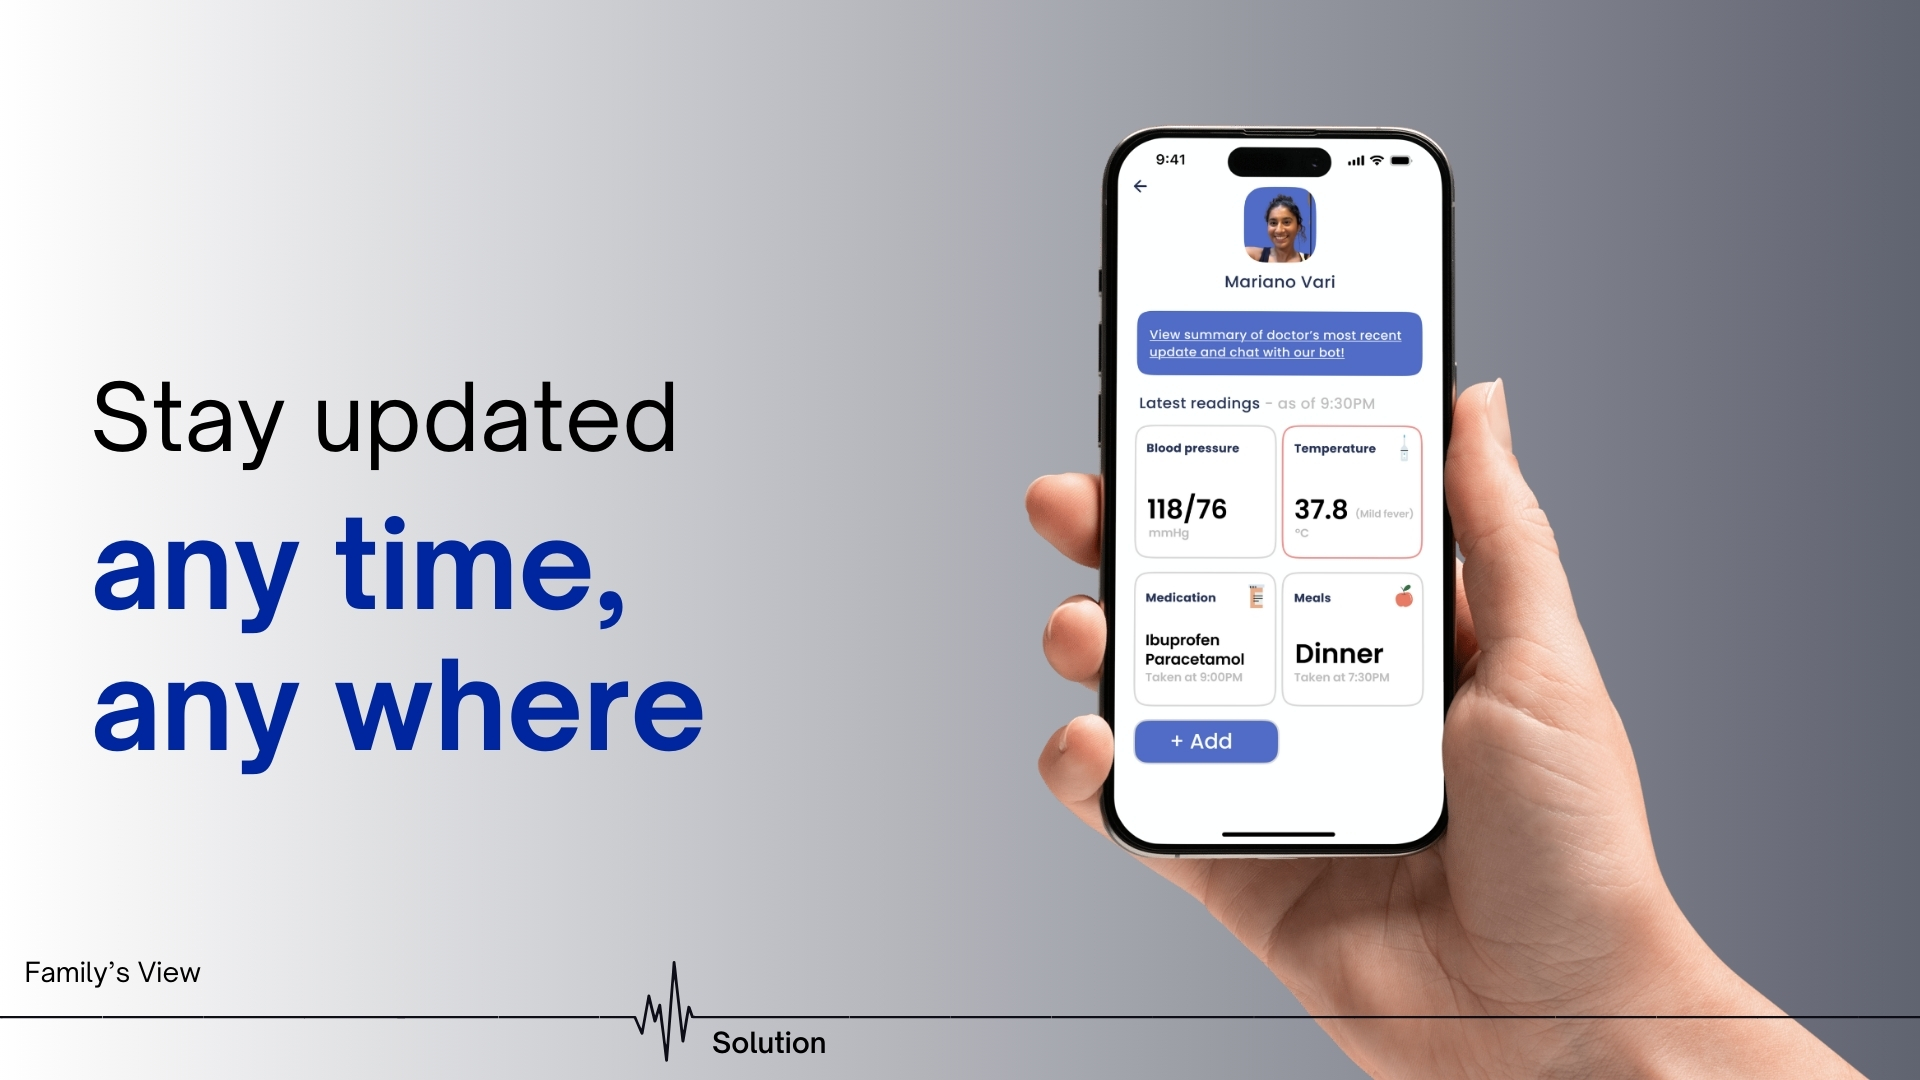 Stay updated
any time,
any where
Family's View
Solution
9:41
Mariano Vari
View summary of doctor's most recent
update and chat with our bot!
Latest readings - as of 9:30PM
Blood pressure
118/76
mmHg
Temperature
37.8 (Mild fever)
°C
Medication
Ibuprofen
Paracetamol
Taken at 9:00PM
Meals
Dinner
Taken at 7:30PM
+ Add